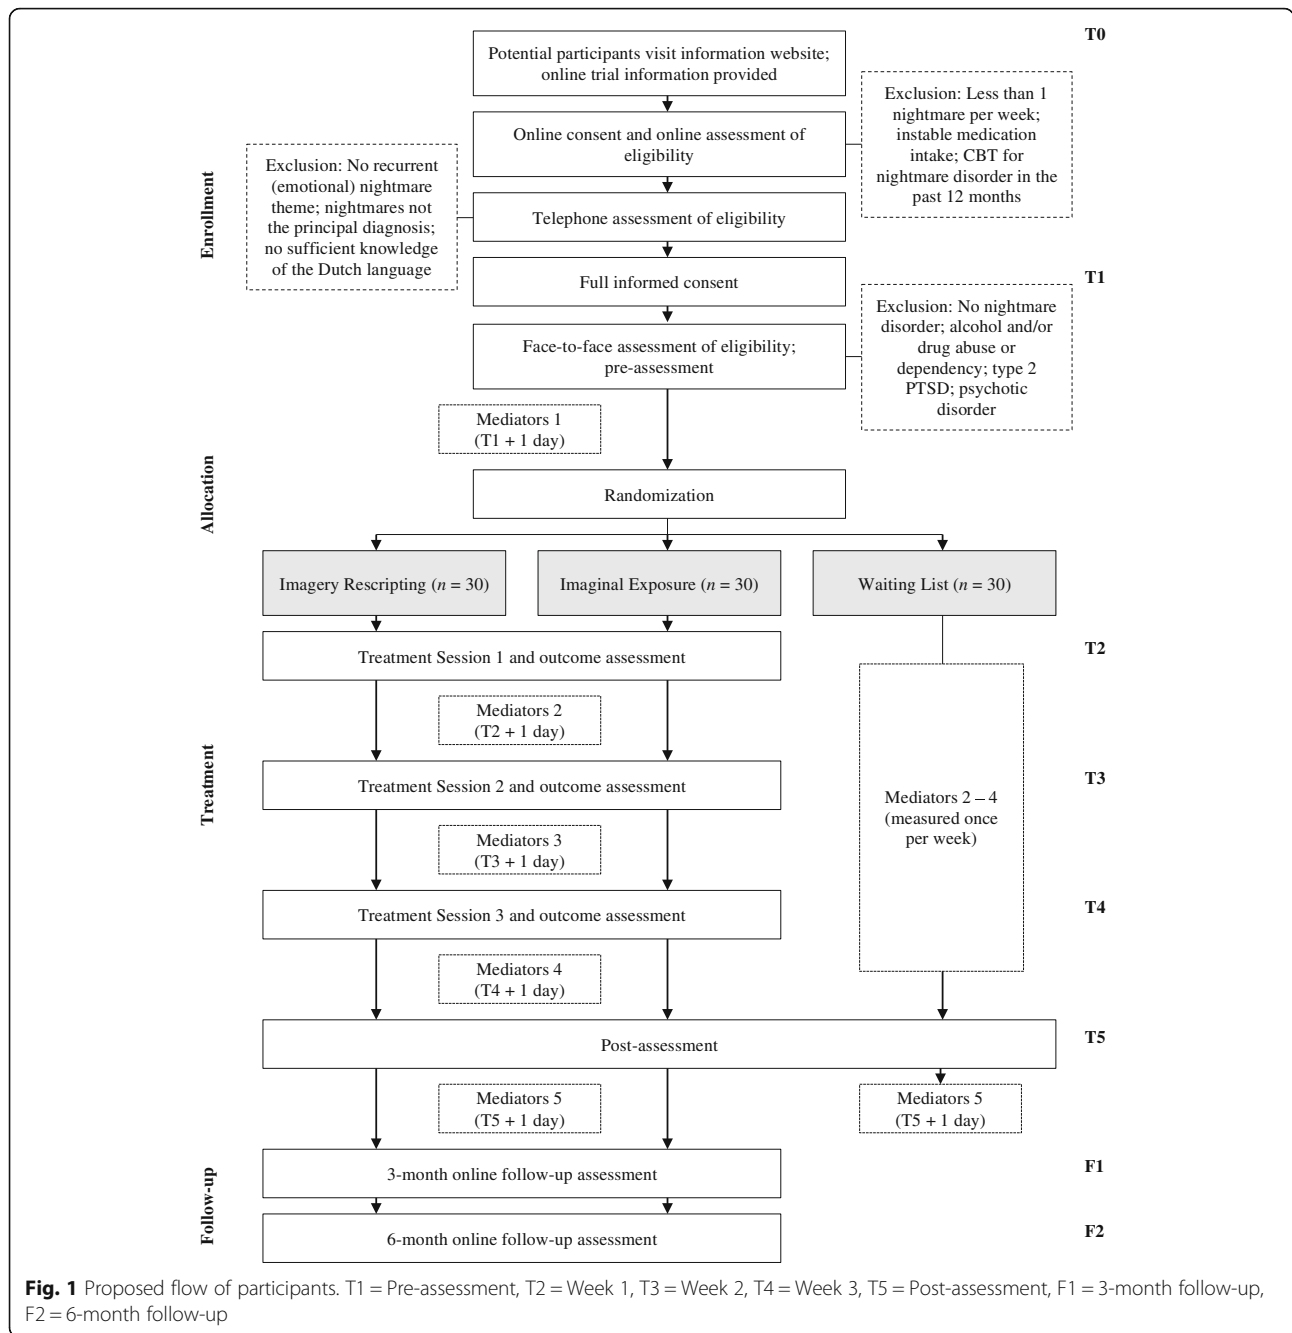 T0
Potential participants visit information website;
online trial information provided
Exclusion: Less than 1
nightmare per week;
instable medication
intake; CBT for
nightmare disorder in the
past 12 months
Online consent and online assessment of
eligibility
Enrollment
Exclusion: No recurrent
(emotional) nightmare
theme; nightmares not
the principal diagnosis;
no sufficient knowledge
of the Dutch language
Telephone assessment of eligibility
T1
Full informed consent
Exclusion: No nightmare
disorder; alcohol and/or
drug abuse or
dependency; type 2
PTSD; psychotic
disorder
Face-to-face assessment of eligibility;
pre-assessment
Mediators 1
(T1 + 1 day)
Allocation
Randomization
Imagery Rescripting (n = 30)
Imaginal Exposure (n = 30)
Waiting List (n = 30)
Treatment
Treatment Session 1 and outcome assessment
T2
Mediators 2
(T2 + 1 day)
Treatment Session 2 and outcome assessment
T3
Mediators 2 – 4
(measured once
per week)
Mediators 3
(T3 + 1 day)
Treatment Session 3 and outcome assessment
T4
Mediators 4
(T4 + 1 day)
Post-assessment
T5
Mediators 5
(T5 + 1 day)
Mediators 5
(T5 + 1 day)
Follow-up
3-month online follow-up assessment
F1
6-month online follow-up assessment
F2
Fig. 1 Proposed flow of participants. T1 = Pre-assessment, T2 = Week 1, T3 = Week 2, T4 = Week 3, T5 = Post-assessment, F1 = 3-month follow-up,
F2 = 6-month follow-up